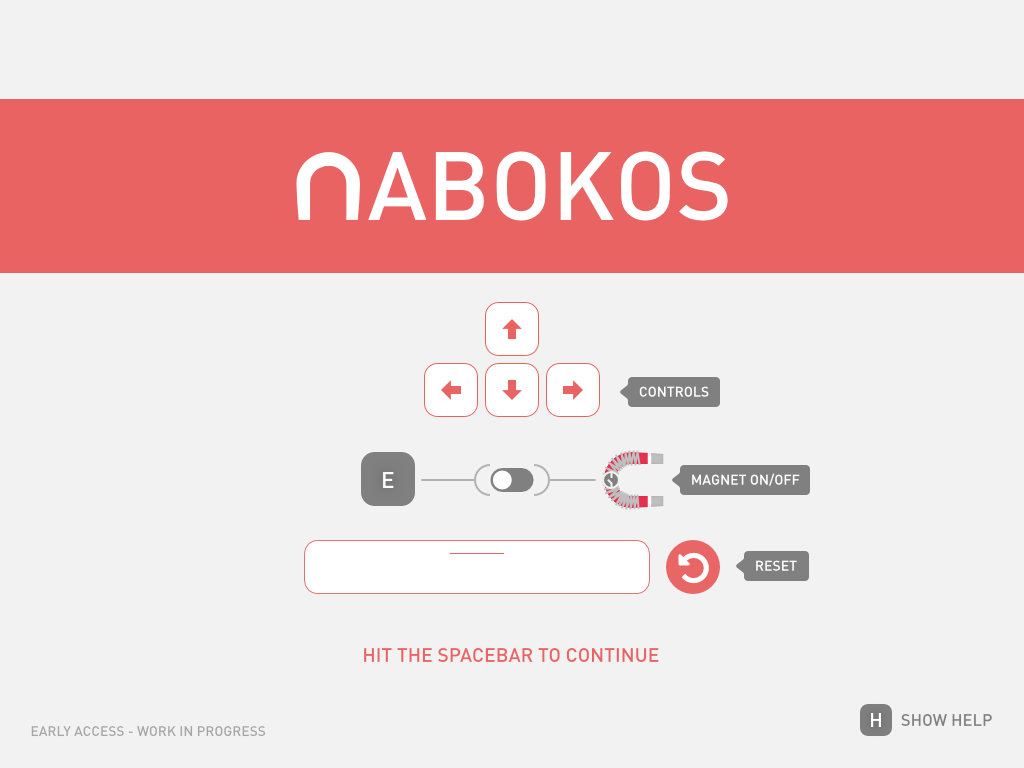 NABOKOS
CONTROLS
E
MAGNET ON/OFF
RESET
HIT THE SPACEBAR TO CONTINUE
H SHOW HELP
EARLY ACCESS - WORK IN PROGRESS